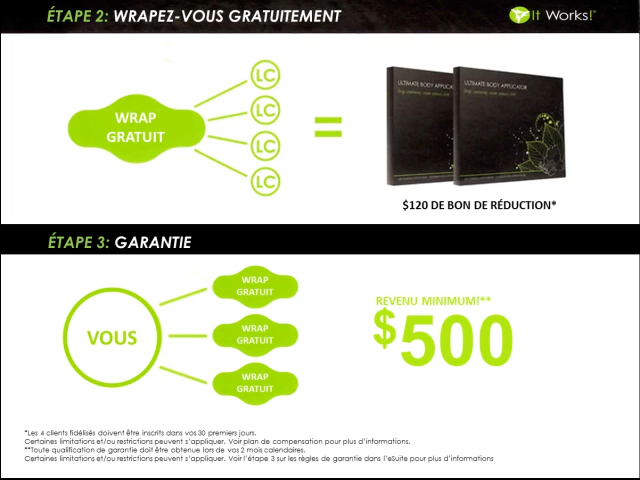 ÉTAPE 2: WRAPEZ-VOUS GRATUITEMENT
It Works!
WRAP
GRATUIT
LC
LC
LC
LC
=
ULTIMATE BODY APPLICA
ULTIMATE BODY APPLICATOR
$120 DE BON DE RÉDUCTION*
ÉTAPE 3: GARANTIE
VOUS
WRAP
GRATUIT
WRAP
GRATUIT
WRAP
GRATUIT
REVENU MINIMUM!**
$500
*Les 4 clients fidélisés doivent être inscrits dans vos 30 premiers jours.
Certaines limitations et/ou restrictions peuvent s'appliquer. Voir plan de compensation pour plus d'informations.
**Toute qualification de garantie doit être obtenue lors de vos 2 mois calendaires.
Certaines limitations et/ou restrictions peuvent s'appliquer. Voir l'étape 3 sur les règles de garantie dans l'eSuite pour plus d'informations